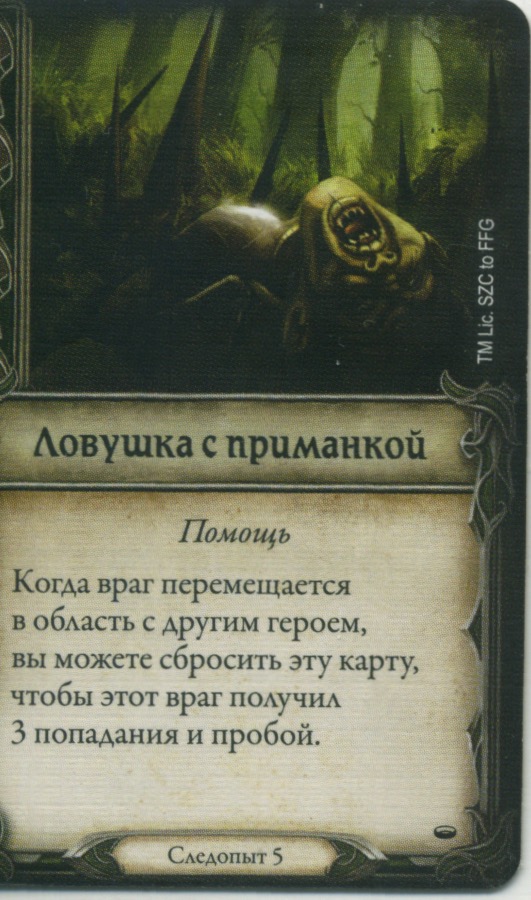 TM Lic. SZC to FFG
Ловушка с приманкой
Помощь
Когда враг перемещается
в область с другим героем,
вы можете сбросить эту карту,
чтобы этот враг получил
3 попадания и пробой.
Следопыт 5